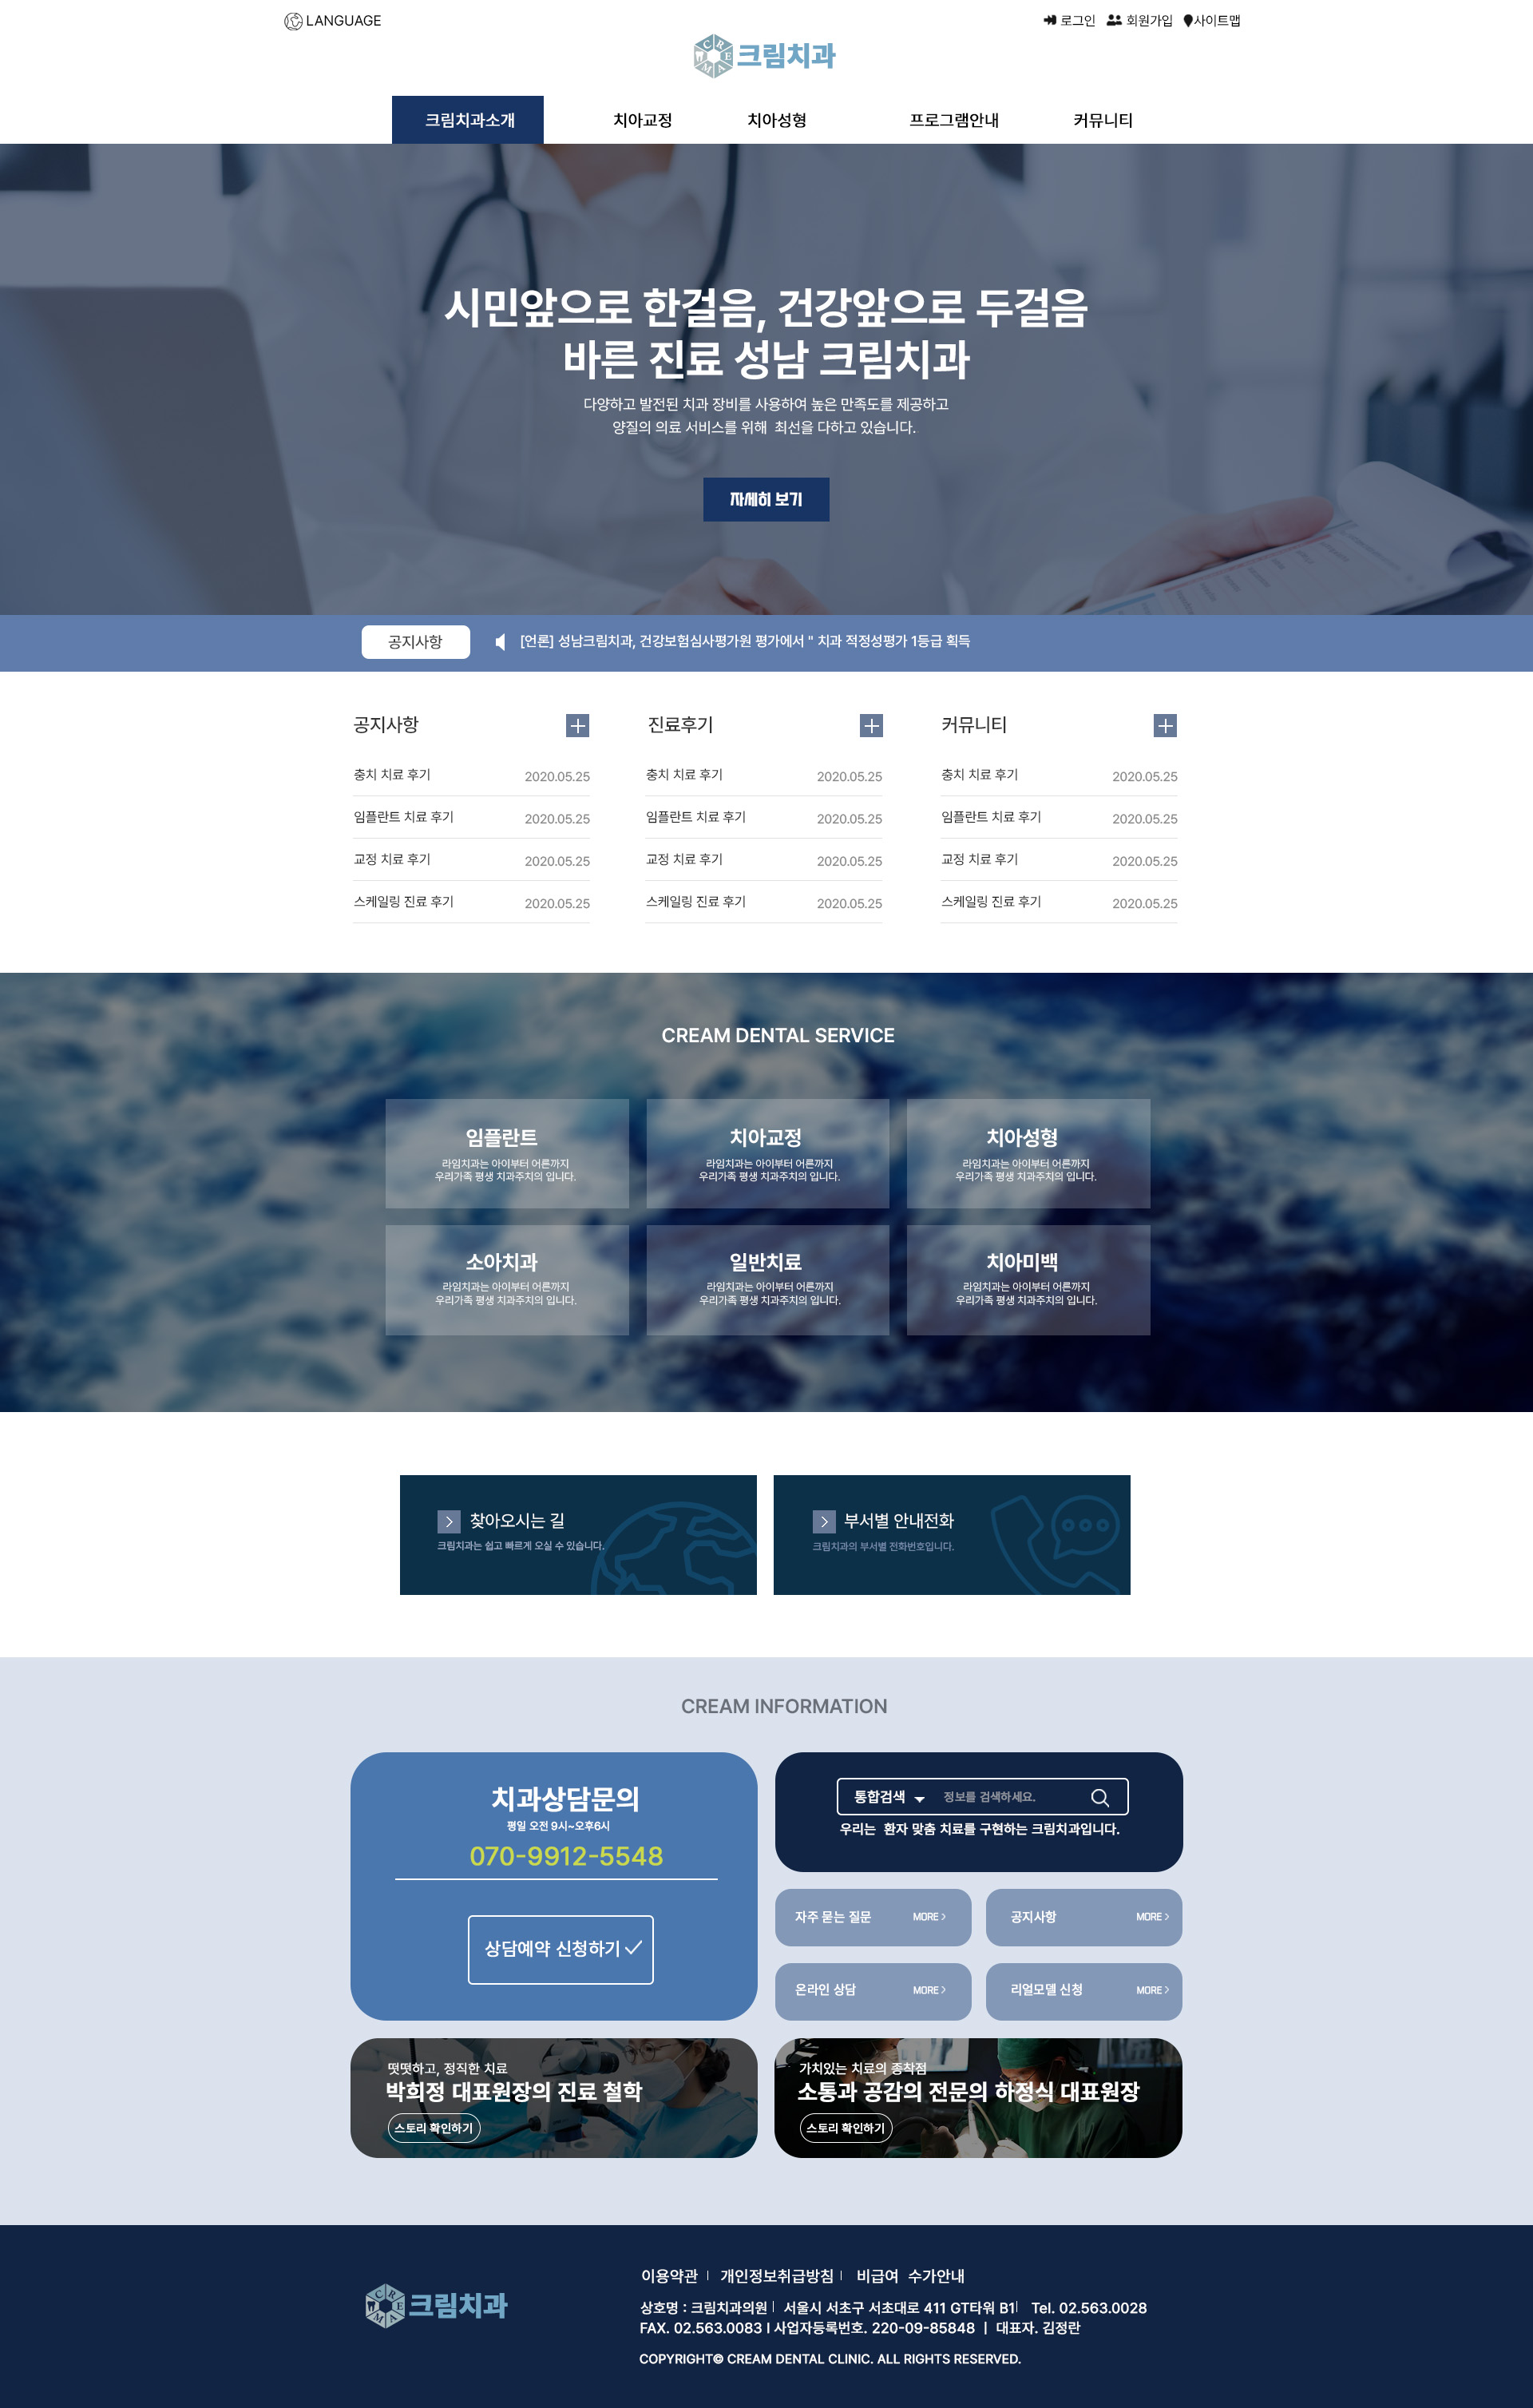 LANGUAGE
로그인 회원가입 사이트맵
CREAM
크림치과
크림치과소개 치아교정 치아성형 프로그램안내 커뮤니티
시민앞으로 한걸음, 건강앞으로 두걸음
바른 진료 성남 크림치과
다양하고 발전된 치과 장비를 사용하여 높은 만족도를 제공하고
양질의 의료 서비스를 위해 최선을 다하고 있습니다.
자세히 보기
공지사항 [언론] 성남크림치과, 건강보험심사평가원 평가에서 " 치과 적정성평가 1등급 획득
공지사항
충치 치료 후기 2020.05.25
임플란트 치료 후기 2020.05.25
교정 치료 후기 2020.05.25
스케일링 진료 후기 2020.05.25
진료후기
충치 치료 후기 2020.05.25
임플란트 치료 후기 2020.05.25
교정 치료 후기 2020.05.25
스케일링 진료 후기 2020.05.25
커뮤니티
충치 치료 후기 2020.05.25
임플란트 치료 후기 2020.05.25
교정 치료 후기 2020.05.25
스케일링 진료 후기 2020.05.25
CREAM DENTAL SERVICE
임플란트
라임치과는 아이부터 어른까지
우리가족 평생 치과주치의 입니다.
치아교정
라임치과는 아이부터 어른까지
우리가족 평생 치과주치의 입니다.
치아성형
라임치과는 아이부터 어른까지
우리가족 평생 치과주치의 입니다.
소아치과
라임치과는 아이부터 어른까지
우리가족 평생 치과주치의 입니다.
일반치료
라임치과는 아이부터 어른까지
우리가족 평생 치과주치의 입니다.
치아미백
라임치과는 아이부터 어른까지
우리가족 평생 치과주치의 입니다.
찾아오시는 길
크림치과는 쉽고 빠르게 오실 수 있습니다.
부서별 안내전화
크림치과의 부서별 전화번호입니다.
CREAM INFORMATION
치과상담문의
평일 오전 9시~오후6시
070-9912-5548
상담예약 신청하기
통합검색 정보를 검색하세요.
우리는 환자 맞춤 치료를 구현하는 크림치과입니다.
자주 묻는 질문 MORE
공지사항 MORE
온라인 상담 MORE
리얼모델 신청 MORE
떳떳하고, 정직한 치료
박희정 대표원장의 진료 철학
스토리 확인하기
가치있는 치료의 종착점
소통과 공감의 전문의 하정식 대표원장
스토리 확인하기
CREAM
크림치과
이용약관 | 개인정보취급방침 | 비급여 수가안내
상호명 : 크림치과의원 | 서울시 서초구 서초대로 411 GT타워 B1| Tel. 02.563.0028
FAX. 02.563.0083 I 사업자등록번호. 220-09-85848 | 대표자. 김정란
COPYRIGHT© CREAM DENTAL CLINIC. ALL RIGHTS RESERVED.